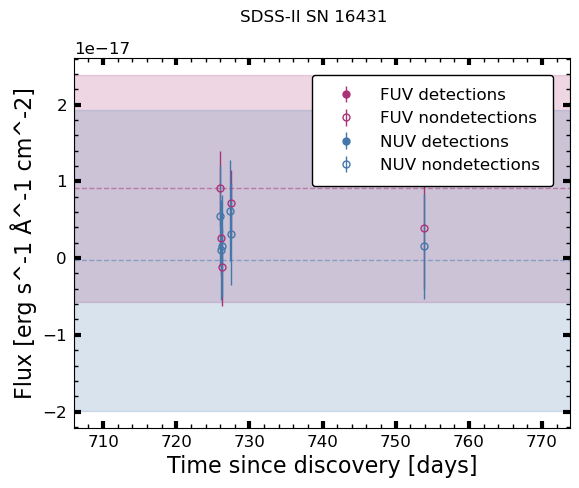 SDSS-II SN 16431
1e−17
FUV detections
FUV nondetections
NUV detections
NUV nondetections
2
1
0
−1
−2
Flux [erg s^-1 Å^-1 cm^-2]
710 720 730 740 750 760 770
Time since discovery [days]